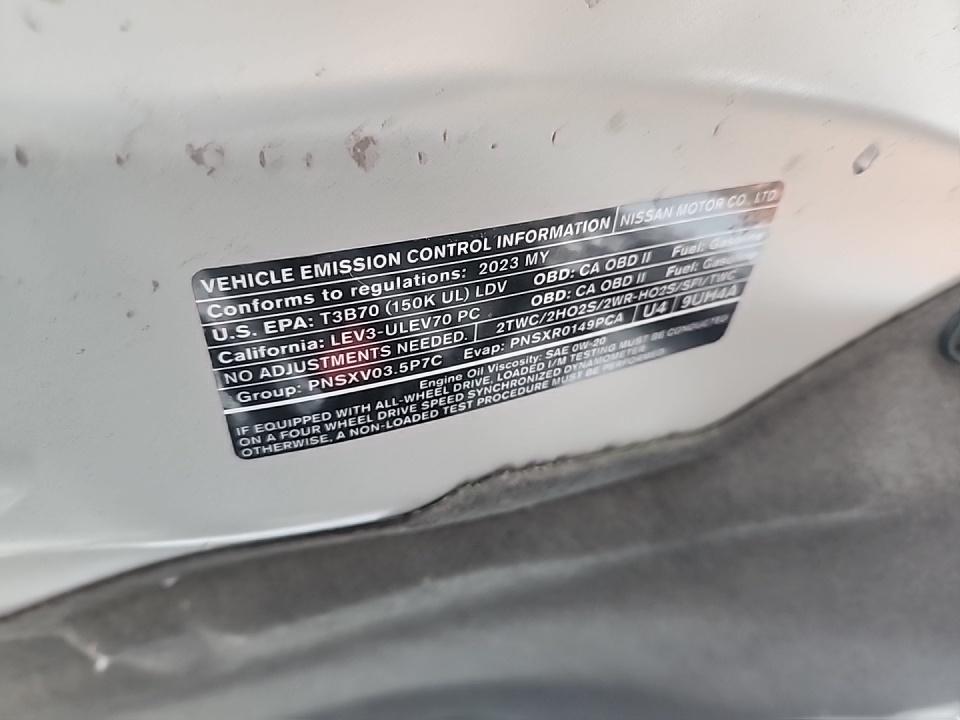 VEHICLE EMISSION CONTROL INFORMATION NISSAN MOTOR CO., LTD.
Conforms to regulations: 2023 MY
U.S. EPA: T3B70 (150K UL) LDV OBD: CA OBD II Fuel: Gasoline
California: LEV3-ULEV70 PC OBD: CA OBD II Fuel: Gasoline
NO ADJUSTMENTS NEEDED. 2TWC/2HO2S/2WR-HO2S/SFI/TWC
Group: PNSXV03.5P7C Evap: PNSXR0149PCA U4 9UH4A
Engine Oil Viscosity: SAE 0W-20
IF EQUIPPED WITH ALL-WHEEL DRIVE, LOADED I/M TESTING MUST BE CONDUCTED
ON A FOUR WHEEL DRIVE SPEED SYNCHRONIZED DYNAMOMETER.
OTHERWISE, A NON-LOADED TEST PROCEDURE MUST BE PERFORMED.